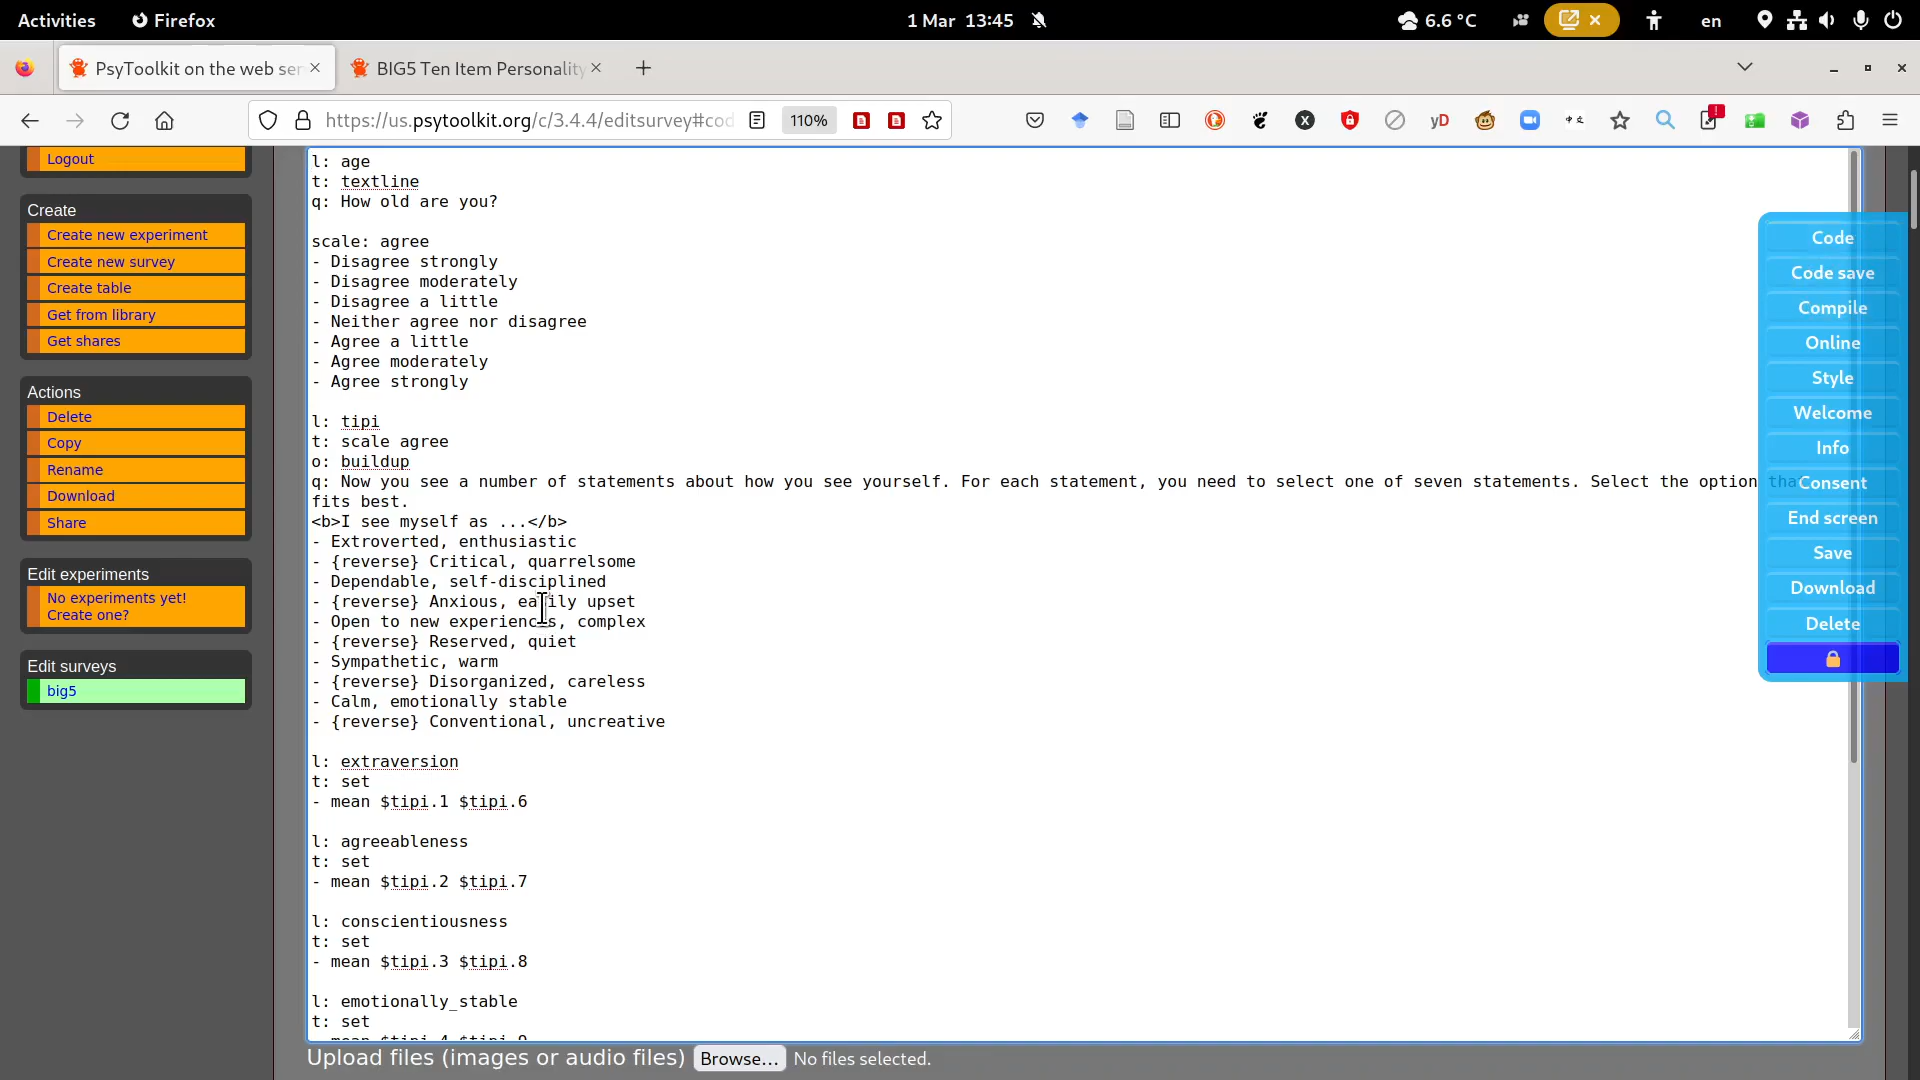 Activities Firefox 1 Mar 13:45 6.6 °C en
PsyToolkit on the web ser BIG5 Ten Item Personality
https://us.psytoolkit.org/c/3.4.4/editsurvey#cod 110% yD
Logout
Create
Create new experiment
Create new survey
Create table
Get from library
Get shares
Actions
Delete
Copy
Rename
Download
Share
Edit experiments
No experiments yet!
Create one?
Edit surveys
big5
l: age
t: textline
q: How old are you?
scale: agree
- Disagree strongly
- Disagree moderately
- Disagree a little
- Neither agree nor disagree
- Agree a little
- Agree moderately
- Agree strongly
l: tipi
t: scale agree
o: buildup
q: Now you see a number of statements about how you see yourself. For each statement, you need to select one of seven statements. Select the option that
fits best.
<b>I see myself as ...</b>
- Extroverted, enthusiastic
- {reverse} Critical, quarrelsome
- Dependable, self-disciplined
- {reverse} Anxious, easily upset
- Open to new experiences, complex
- {reverse} Reserved, quiet
- Sympathetic, warm
- {reverse} Disorganized, careless
- Calm, emotionally stable
- {reverse} Conventional, uncreative
l: extraversion
t: set
- mean $tipi.1 $tipi.6
l: agreeableness
t: set
- mean $tipi.2 $tipi.7
l: conscientiousness
t: set
- mean $tipi.3 $tipi.8
l: emotionally_stable
t: set
- mean $tipi.4 $tipi.9
Code
Code save
Compile
Online
Style
Welcome
Info
Consent
End screen
Save
Download
Delete
Upload files (images or audio files) Browse... No files selected.